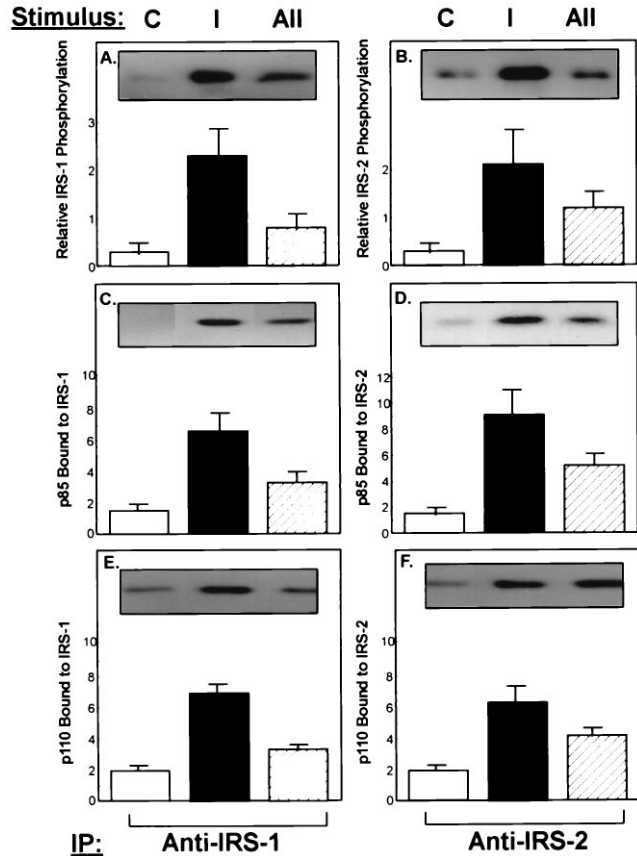 Stimulus: C I AII C I AII
A.
Relative IRS-1 Phosphorylation
3
2
1
0
B.
Relative IRS-2 Phosphorylation
2
1
0
C.
p85 Bound to IRS-1
10
8
6
4
2
0
D.
p85 Bound to IRS-2
12
10
8
6
4
2
0
E.
p110 Bound to IRS-1
10
8
6
4
2
0
F.
p110 Bound to IRS-2
10
8
6
4
2
0
IP: Anti-IRS-1 Anti-IRS-2